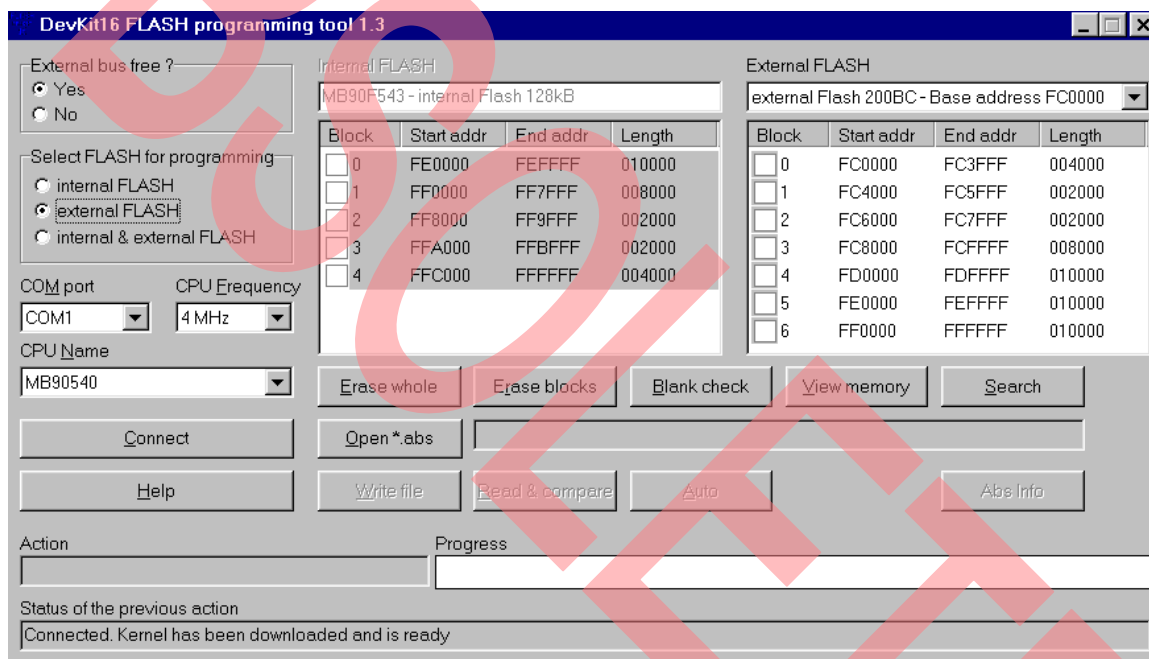 DevKit16 FLASH programming tool 1.3
External bus free ?
Yes
No
Select FLASH for programming
internal FLASH
external FLASH
internal & external FLASH
COM port CPU Frequency
COM1 4 MHz
CPU Name
MB90540
Connect
Help
Internal FLASH
MB90F543 - internal Flash 128kB
Block Start addr End addr Length
0 FE0000 FEFFFF 010000
1 FF0000 FF7FFF 008000
2 FF8000 FF9FFF 002000
3 FFA000 FFBFFF 002000
4 FFC000 FFFFFF 004000
External FLASH
external Flash 200BC - Base address FC0000
Block Start addr End addr Length
0 FC0000 FC3FFF 004000
1 FC4000 FC5FFF 002000
2 FC6000 FC7FFF 002000
3 FC8000 FCFFFF 008000
4 FD0000 FDFFFF 010000
5 FE0000 FEFFFF 010000
6 FF0000 FFFFFF 010000
Erase whole Erase blocks Blank check View memory Search
Open *.abs
Write file Read & compare Auto Abs Info
Action Progress
Status of the previous action
Connected. Kernel has been downloaded and is ready